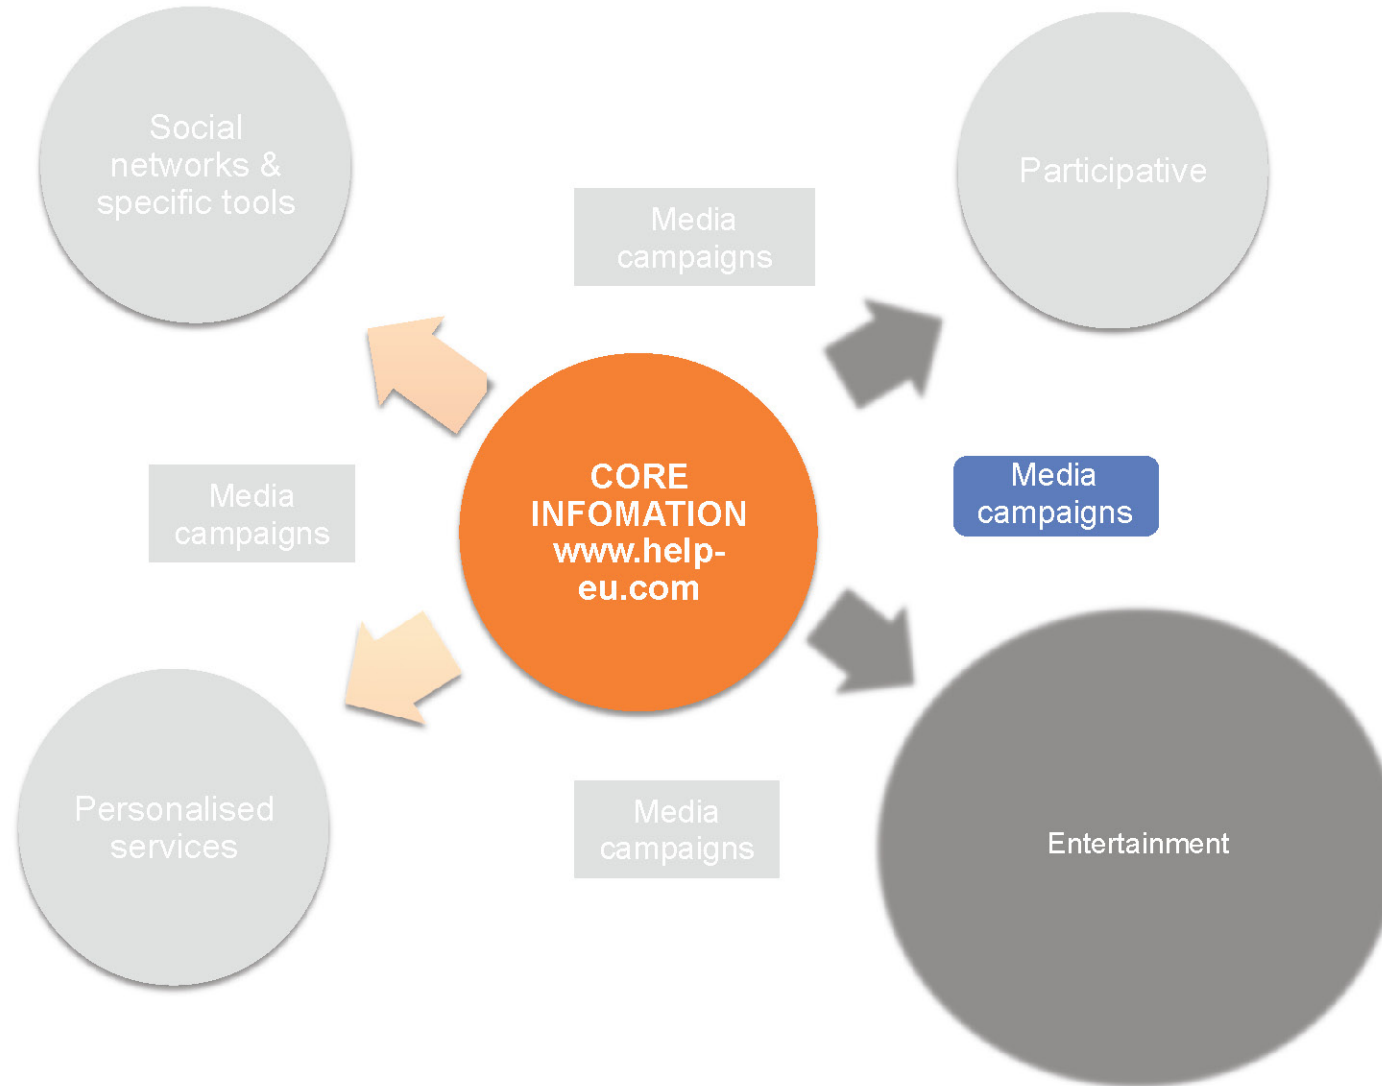 Social
networks &
specific tools
Participative
Media
campaigns
Media
campaigns
CORE
INFOMATION
www.help-
eu.com
Media
campaigns
Personalised
services
Media
campaigns
Entertainment